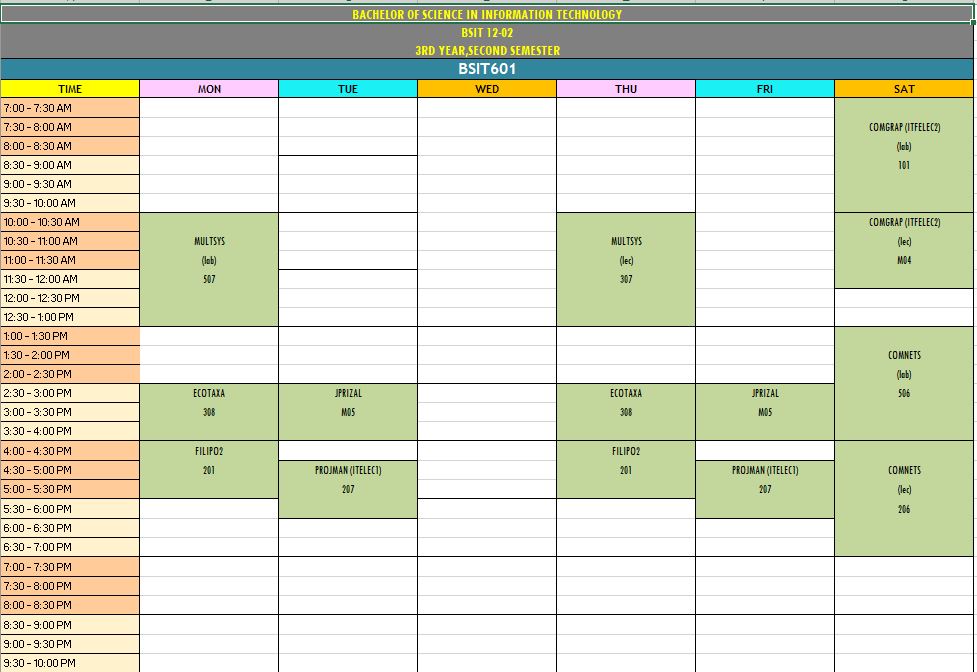 BACHELOR OF SCIENCE IN INFORMATION TECHNOLOGY
BSIT 12-02
3RD YEAR,SECOND SEMESTER
BSIT601
TIME MON TUE WED THU FRI SAT
7:00 - 7:30 AM
7:30 - 8:00 AM COMGRAP (ITFELEC2)
8:00 - 8:30 AM (lab)
8:30 - 9:00 AM 101
9:00 - 9:30 AM
9:30 - 10:00 AM
10:00 - 10:30 AM COMGRAP (ITFELEC2)
10:30 - 11:00 AM MULTSYS MULTSYS (lec)
11:00 - 11:30 AM (lab) (lec) M04
11:30 - 12:00 AM 507 307
12:00 - 12:30 PM
12:30 - 1:00 PM
1:00 - 1:30 PM
1:30 - 2:00 PM COMNETS
2:00 - 2:30 PM (lab)
2:30 - 3:00 PM ECOTAXA JPRIZAL ECOTAXA JPRIZAL 506
3:00 - 3:30 PM 308 M05 308 M05
3:30 - 4:00 PM
4:00 - 4:30 PM FILIPO2 FILIPO2
4:30 - 5:00 PM 201 PROJMAN (ITELEC1) 201 PROJMAN (ITELEC1) COMNETS
5:00 - 5:30 PM 207 207 (lec)
5:30 - 6:00 PM 206
6:00 - 6:30 PM
6:30 - 7:00 PM
7:00 - 7:30 PM
7:30 - 8:00 PM
8:00 - 8:30 PM
8:30 - 9:00 PM
9:00 - 9:30 PM
9:30 - 10:00 PM